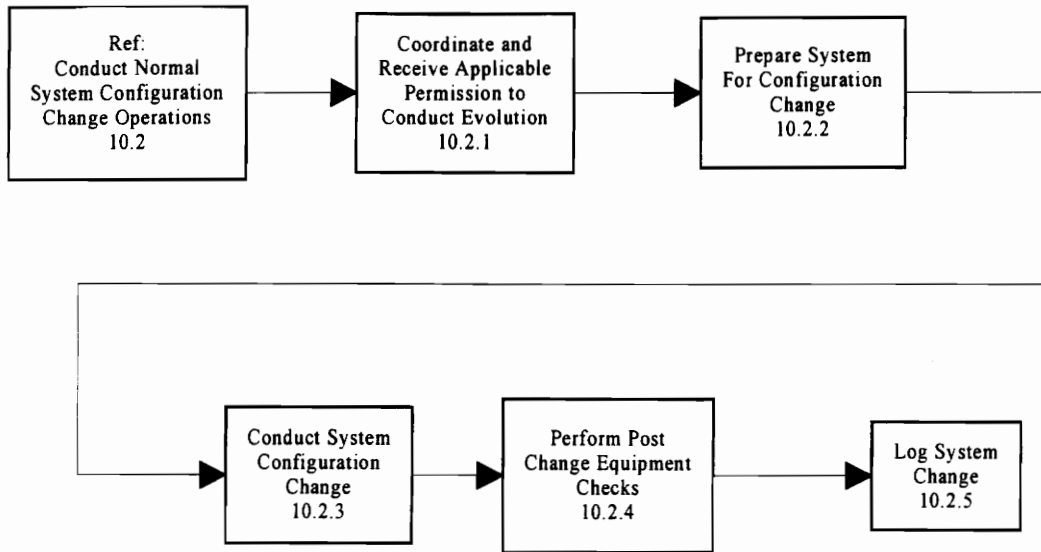 Ref:
Conduct Normal
System Configuration
Change Operations
10.2
Coordinate and
Receive Applicable
Permission to
Conduct Evolution
10.2.1
Prepare System
For Configuration
Change
10.2.2
Conduct System
Configuration
Change
10.2.3
Perform Post
Change Equipment
Checks
10.2.4
Log System
Change
10.2.5